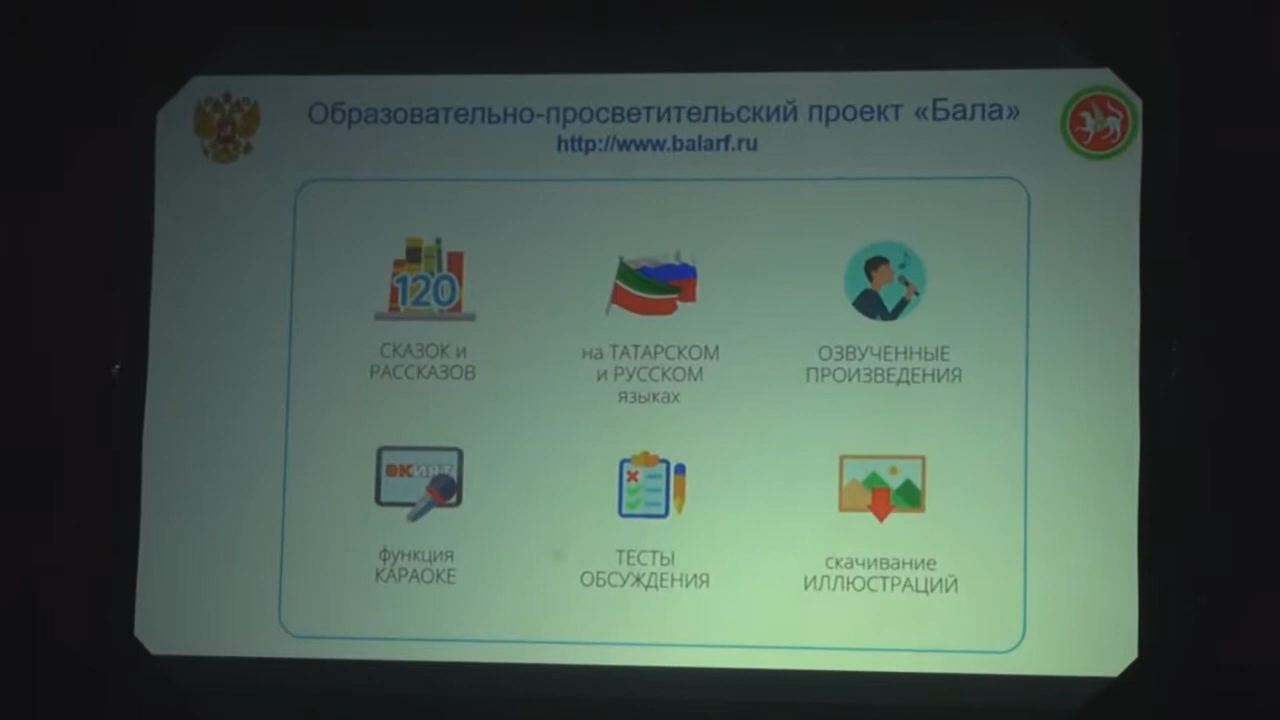 Образовательно-просветительский проект «Бала»
http://www.balarf.ru
120
СКАЗОК и
РАССКАЗОВ
на ТАТАРСКОМ
и РУССКОМ
языках
ОЗВУЧЕННЫЕ
ПРОИЗВЕДЕНИЯ
әкият
функция
КАРАОКЕ
ТЕСТЫ
ОБСУЖДЕНИЯ
скачивание
ИЛЛЮСТРАЦИЙ